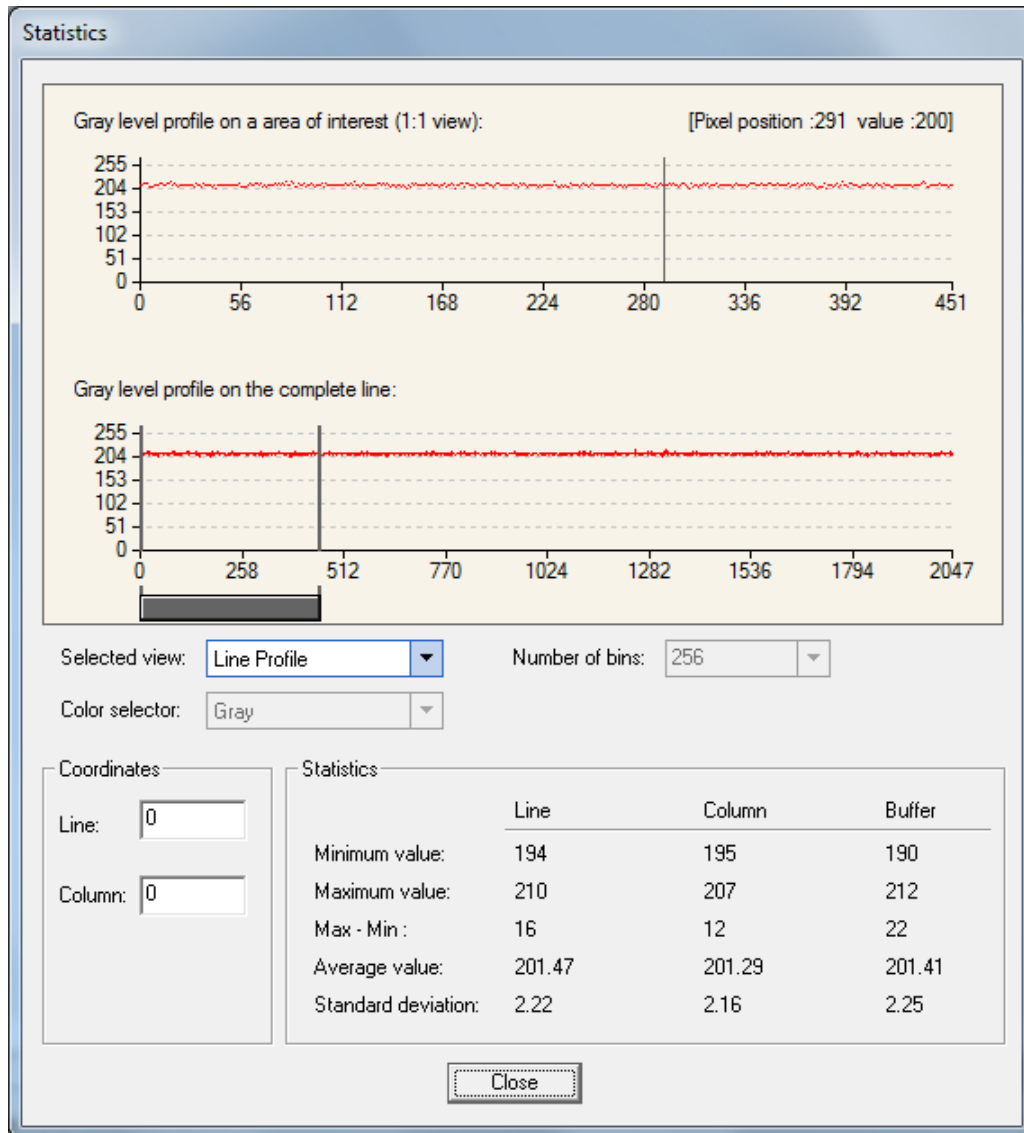 Statistics
Gray level profile on a area of interest (1:1 view): [Pixel position :291 value :200]
255
204
153
102
51
0
0 56 112 168 224 280 336 392 451
Gray level profile on the complete line:
255
204
153
102
51
0
0 258 512 770 1024 1282 1536 1794 2047
Selected view: Line Profile Number of bins: 256
Color selector: Gray
Coordinates
Line: 0
Column: 0
Statistics
Line Column Buffer
Minimum value: 194 195 190
Maximum value: 210 207 212
Max - Min : 16 12 22
Average value: 201.47 201.29 201.41
Standard deviation: 2.22 2.16 2.25
Close